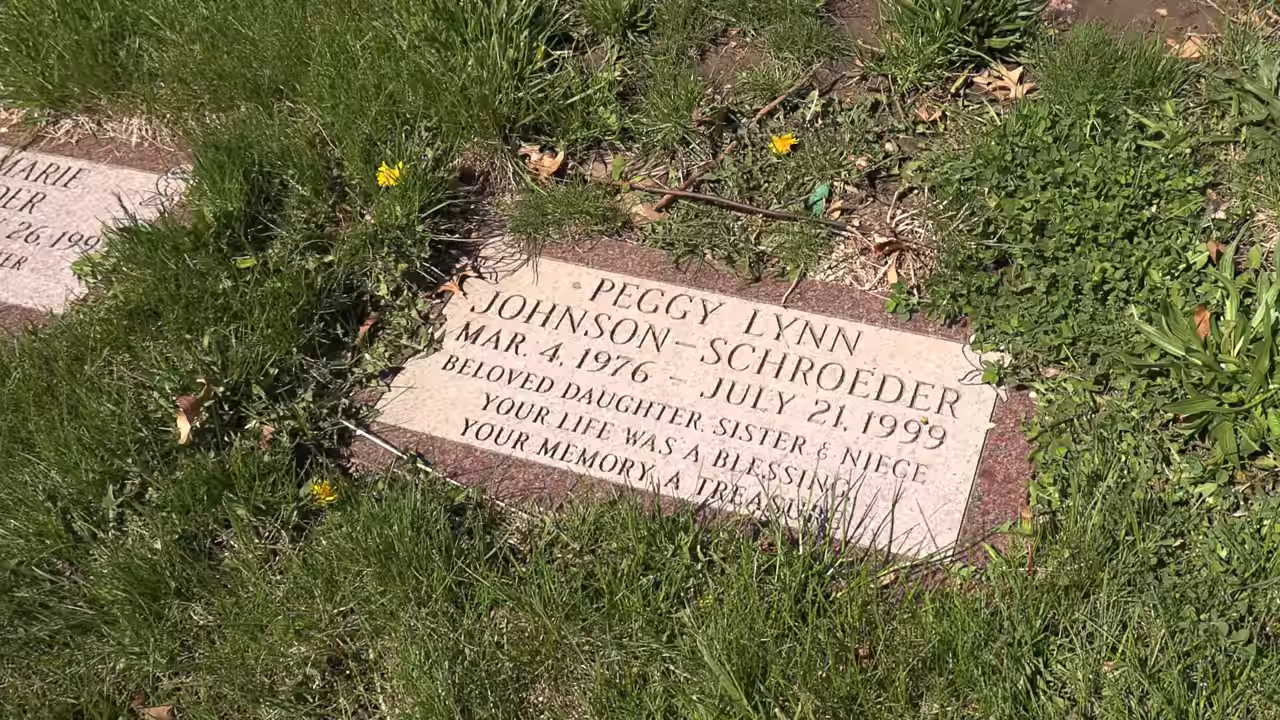 MARIE
26, 199
PEGGY LYNN
JOHNSON-SCHROEDER
MAR. 4, 1976 - JULY 21, 1999
BELOVED DAUGHTER, SISTER & NIECE
YOUR LIFE WAS A BLESSING
YOUR MEMORY, A TREASURE